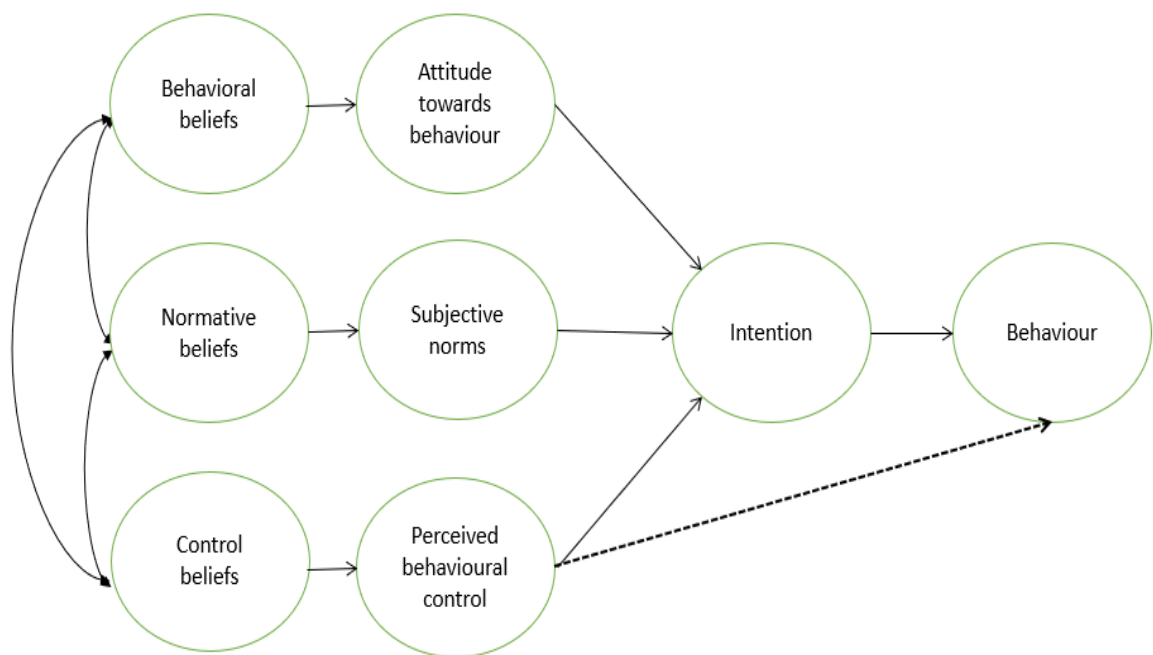 Behavioral
beliefs
Attitude
towards
behaviour
Normative
beliefs
Subjective
norms
Intention
Behaviour
Control
beliefs
Perceived
behavioural
control